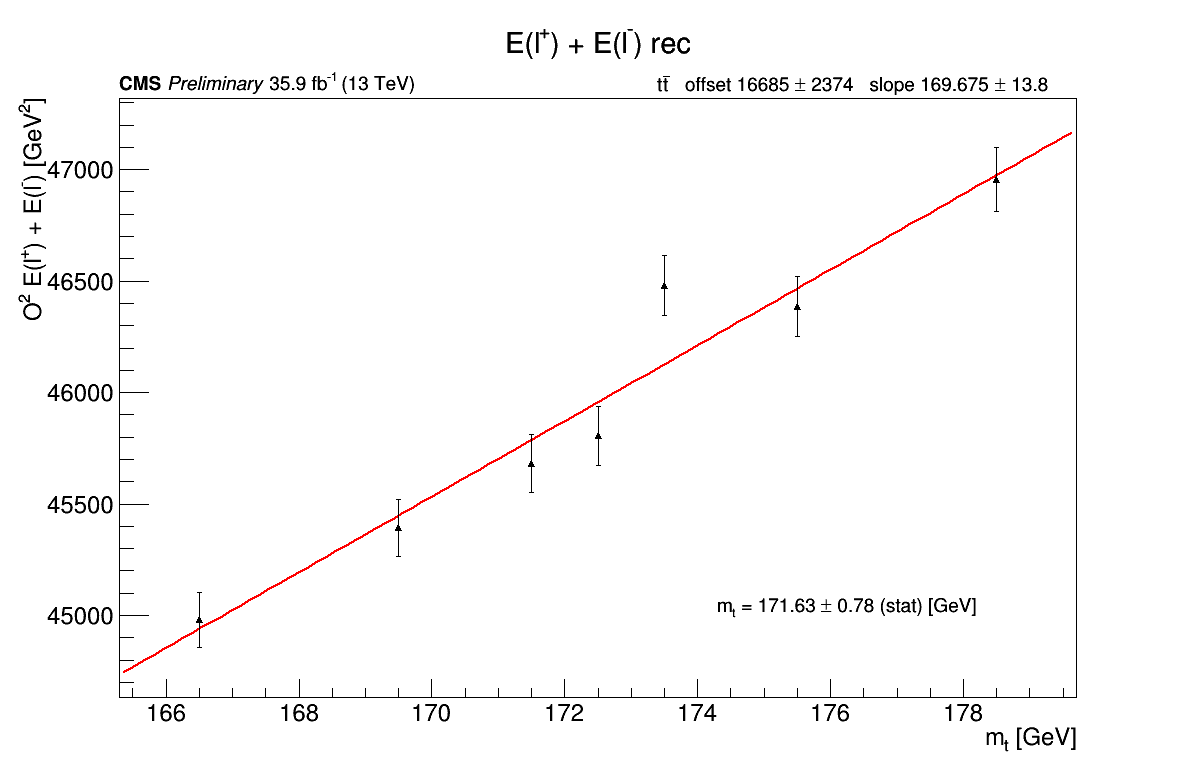 E(l⁺) + E(l⁻) rec
CMS Preliminary 35.9 fb⁻¹ (13 TeV)
tt̄ offset 16685 ± 2374 slope 169.675 ± 13.8
O² E(l⁺) + E(l⁻) [GeV²]
47000
46500
46000
45500
45000
mₜ = 171.63 ± 0.78 (stat) [GeV]
166 168 170 172 174 176 178
mₜ [GeV]